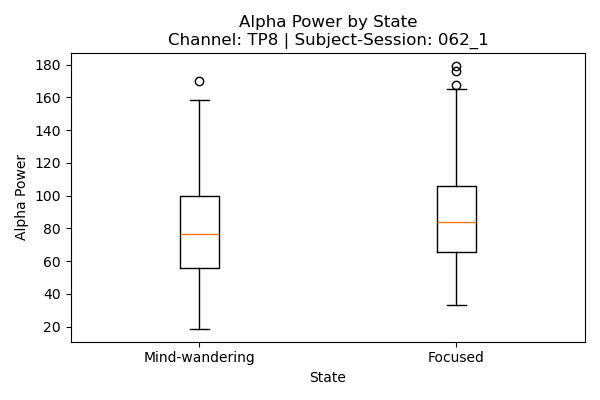 Alpha Power by State
Channel: TP8 | Subject-Session: 062_1
Alpha Power
180
160
140
120
100
80
60
40
20
Mind-wandering
Focused
State